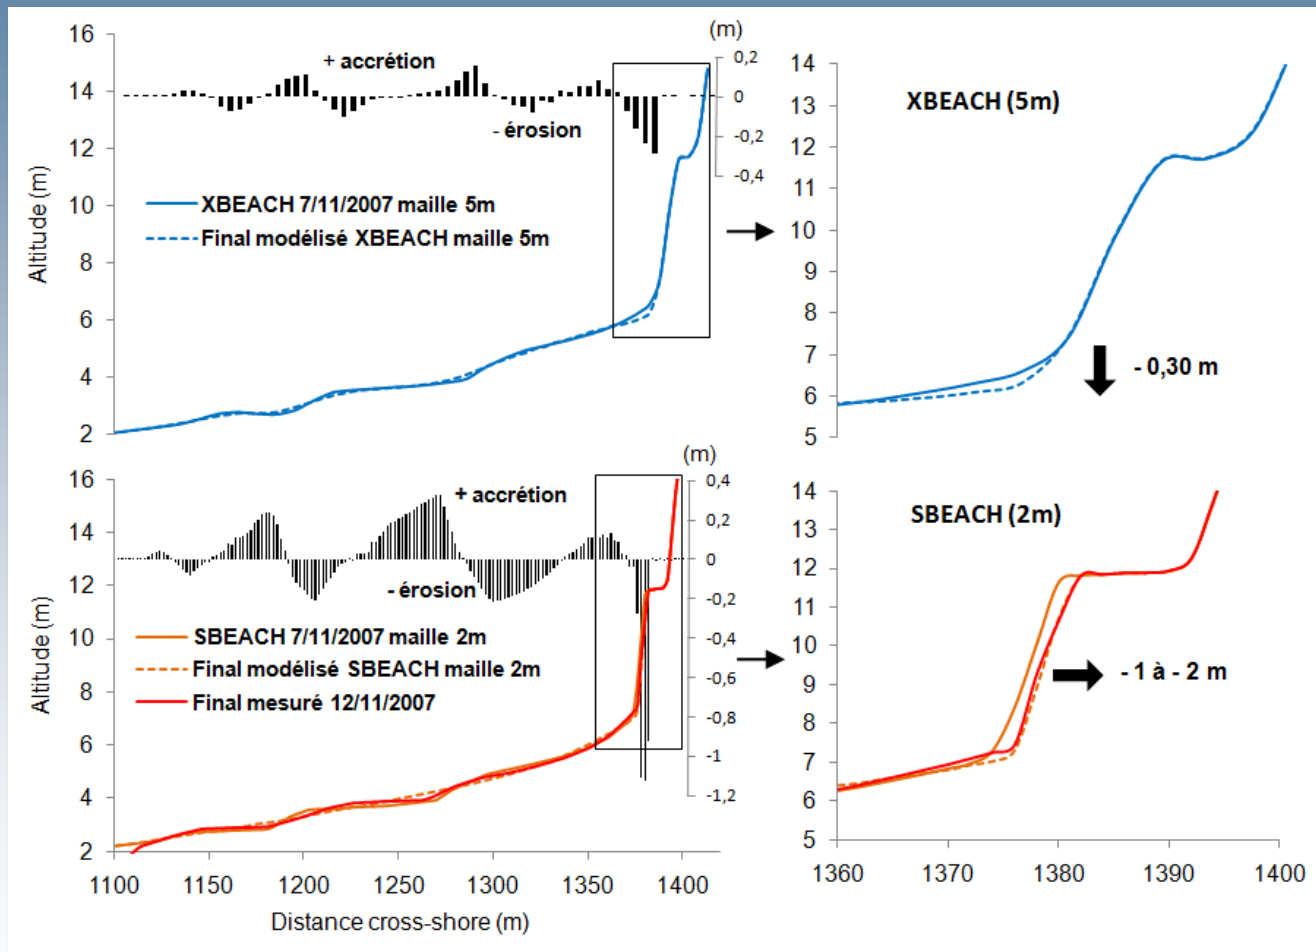 (m)
16
14
12
10
8
6
4
2
Altitude (m)
+ accrétion
- érosion
0,2
0
-0,2
-0,4
XBEACH 7/11/2007 maille 5m
Final modélisé XBEACH maille 5m
14
13
12
11
10
9
8
7
6
5
XBEACH (5m)
- 0,30 m
(m)
16
14
12
10
8
6
4
2
Altitude (m)
+ accrétion
- érosion
0,4
0,2
0
-0,2
-0,4
-0,6
-0,8
-1
-1,2
SBEACH 7/11/2007 maille 2m
Final modélisé SBEACH maille 2m
Final mesuré 12/11/2007
1100 1150 1200 1250 1300 1350 1400
Distance cross-shore (m)
14
13
12
11
10
9
8
7
6
5
SBEACH (2m)
- 1 à - 2 m
1360 1370 1380 1390 1400